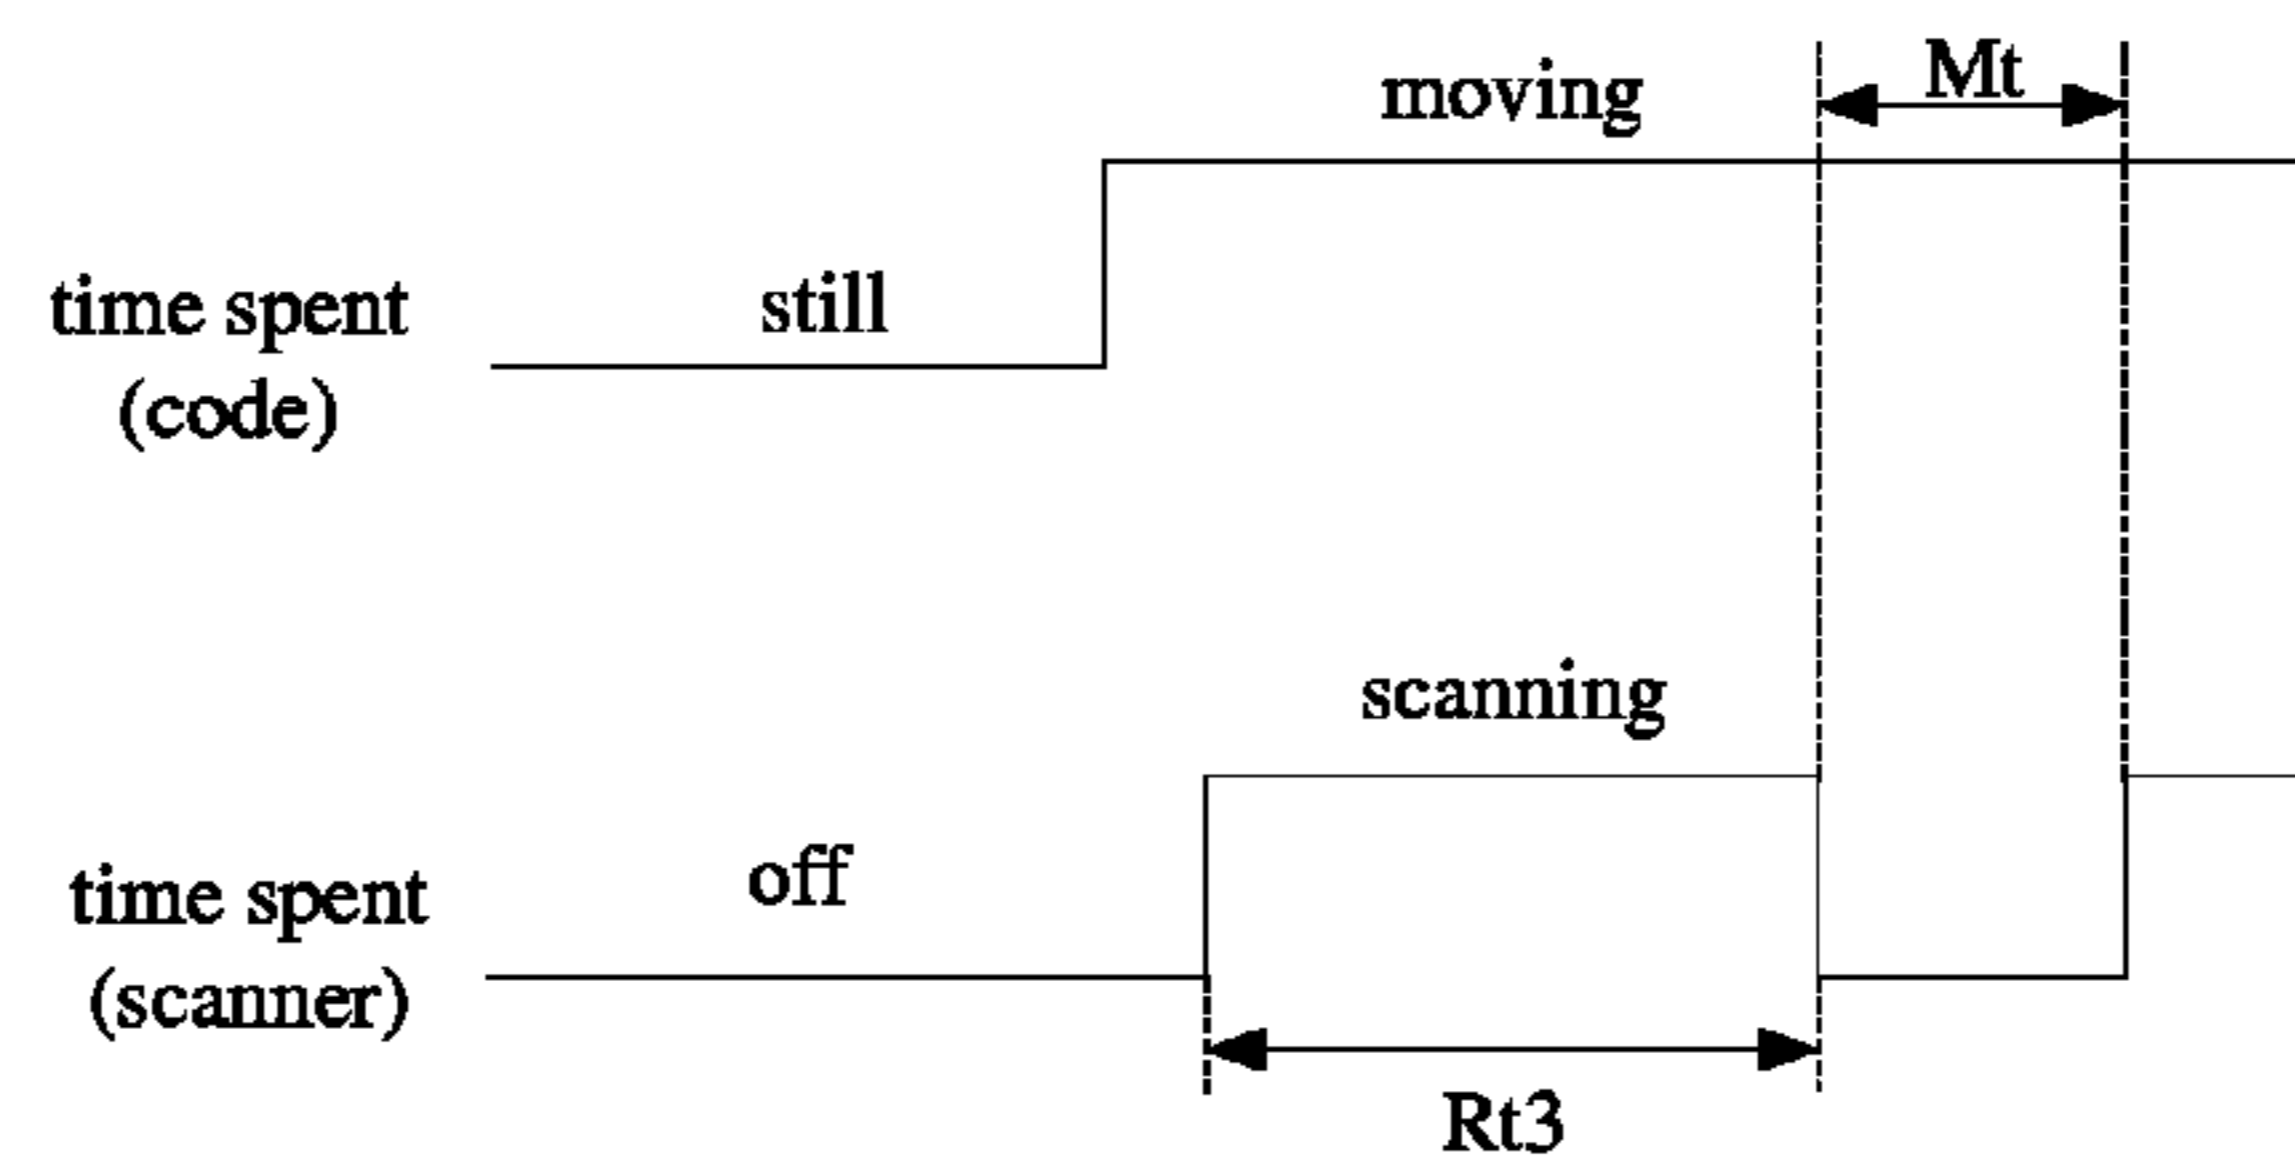 Mt
moving
still
time spent
(code)
scanning
off
time spent
(scanner)
Rt3